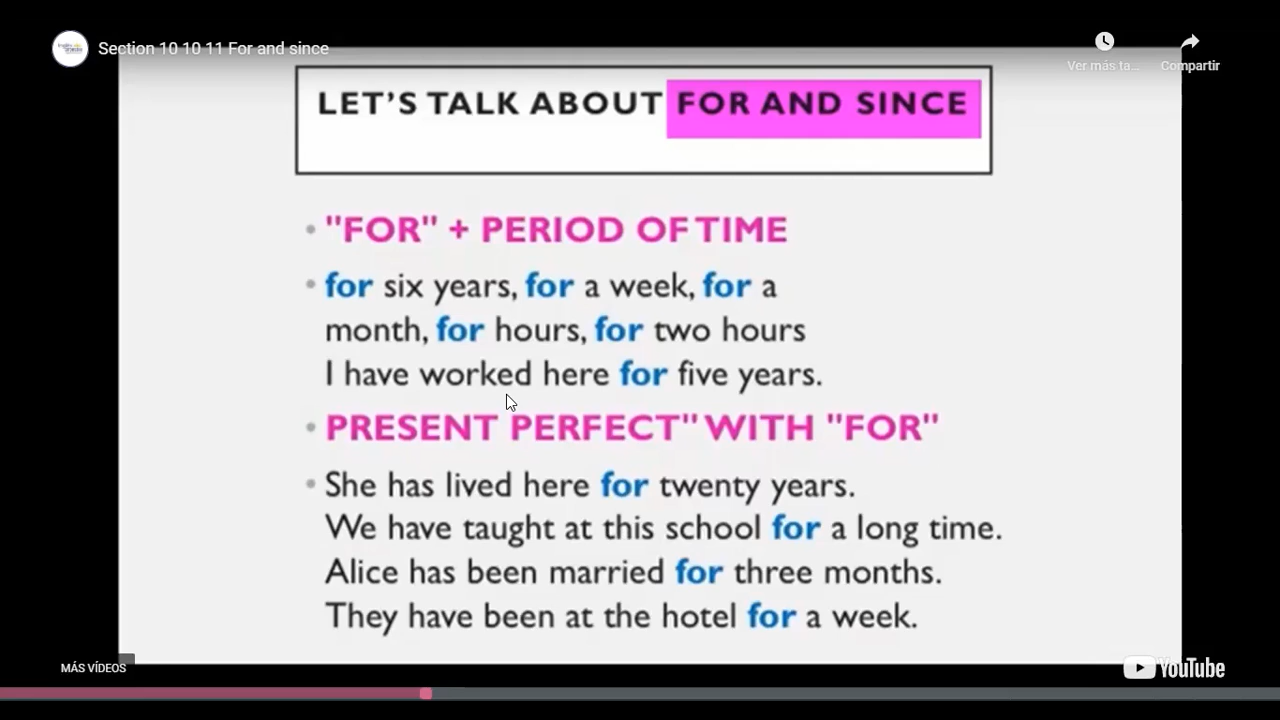 Section 10 10 11 For and since
Ver más ta...
Compartir
LET'S TALK ABOUT FOR AND SINCE
• "FOR" + PERIOD OF TIME
• for six years, for a week, for a
month, for hours, for two hours
I have worked here for five years.
• PRESENT PERFECT" WITH "FOR"
• She has lived here for twenty years.
We have taught at this school for a long time.
Alice has been married for three months.
They have been at the hotel for a week.
MÁS VÍDEOS
YouTube